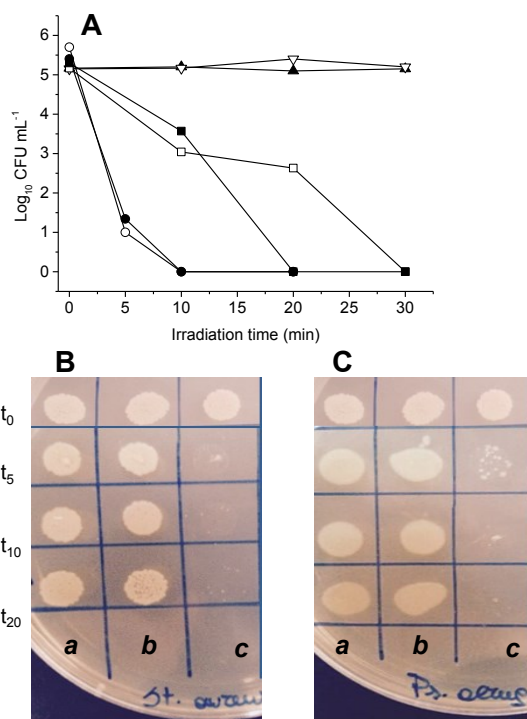 A
Log10 CFU mL-1
6
5
4
3
2
1
0
0 5 10 15 20 25 30
Irradiation time (min)
B C
t0
t5
t10
t20
a b c a b c
St. aureus Ps. aerug